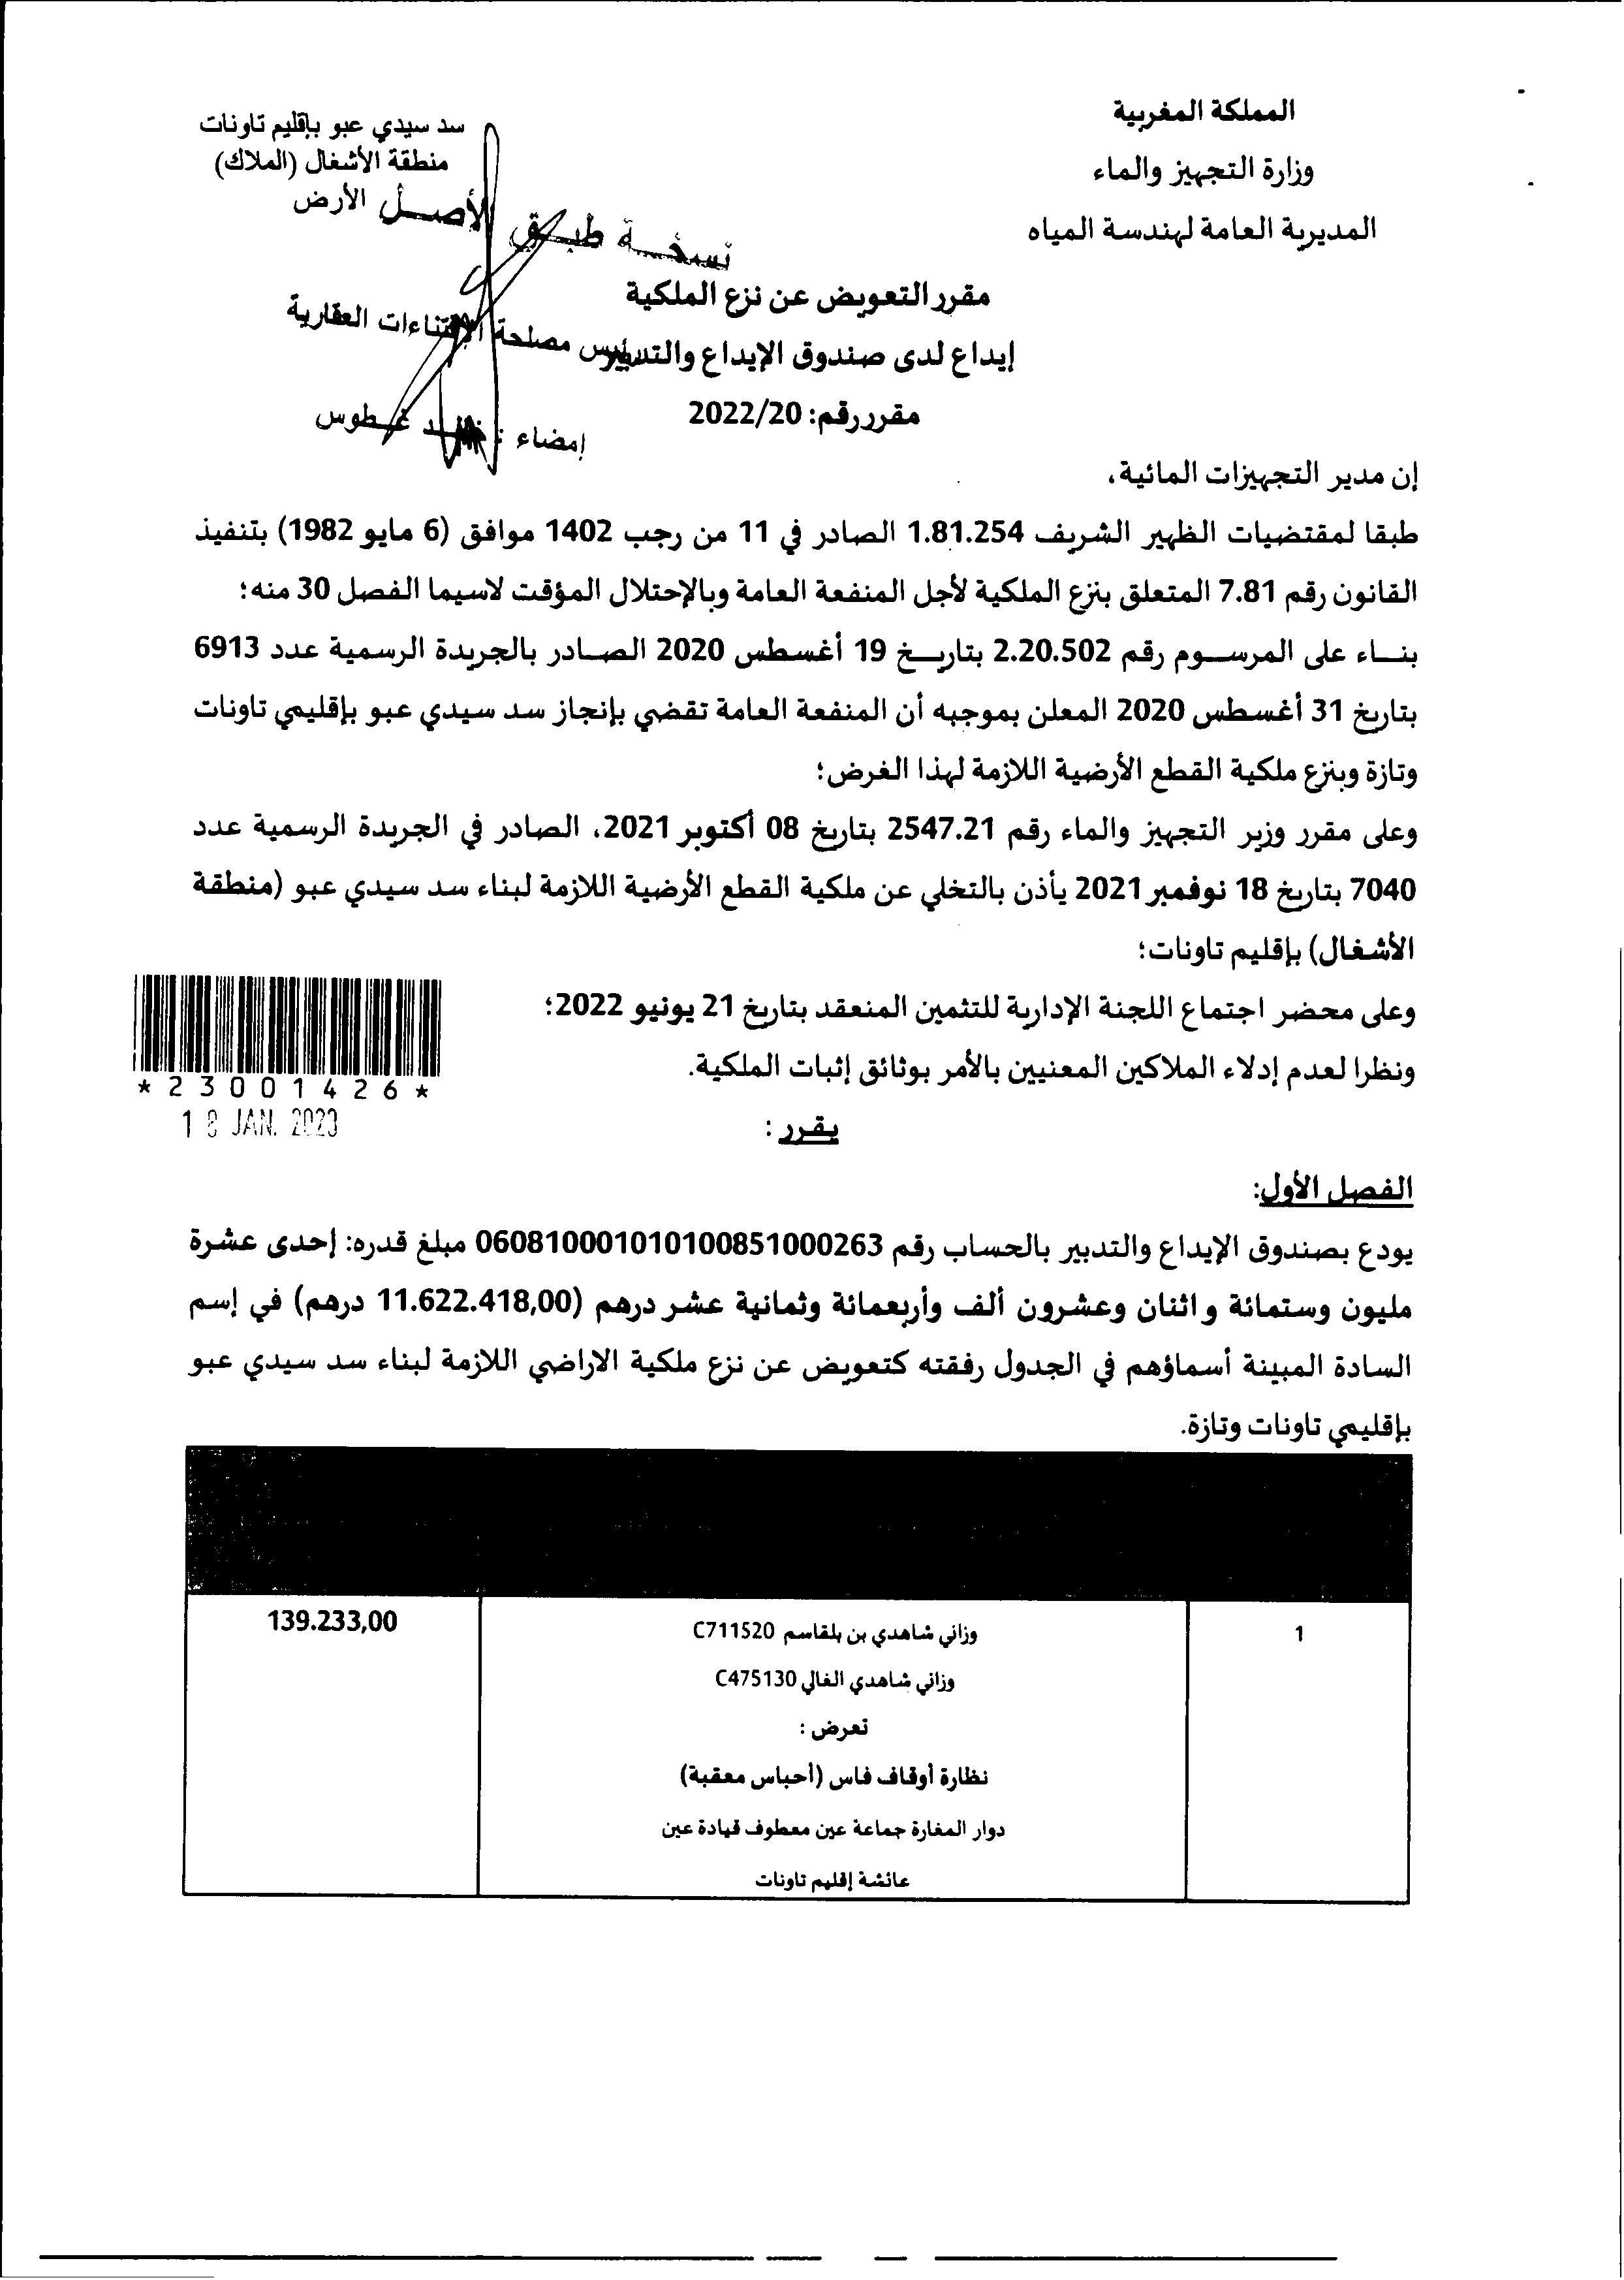 المملكة المغربية
وزارة التجهيز والماء
المديرية العامة لهندسة المياه
سد سيدي عبو بإقليم تاونات
منطقة الأشغال (الملاك)
الأرض
نسخة طبق الأصل
رئيس مصلحة الإقتناءات العقارية
إمضاء : خالد غطوس
مقرر التعويض عن نزع الملكية
إيداع لدى صندوق الإيداع والتدبير
مقرر رقم: 2022/20
إن مدير التجهيزات المائية،
طبقا لمقتضيات الظهير الشريف 1.81.254 الصادر في 11 من رجب 1402 موافق (6 مايو 1982) بتنفيذ
القانون رقم 7.81 المتعلق بنزع الملكية لأجل المنفعة العامة وبالإحتلال المؤقت لاسيما الفصل 30 منه؛
بناء على المرسوم رقم 2.20.502 بتاريخ 19 أغسطس 2020 الصادر بالجريدة الرسمية عدد 6913
بتاريخ 31 أغسطس 2020 المعلن بموجبه أن المنفعة العامة تقضي بإنجاز سد سيدي عبو بإقليمي تاونات
وتازة وبنزع ملكية القطع الأرضية اللازمة لهذا الغرض؛
وعلى مقرر وزير التجهيز والماء رقم 2547.21 بتاريخ 08 أكتوبر 2021، الصادر في الجريدة الرسمية عدد
7040 بتاريخ 18 نوفمبر 2021 يأذن بالتخلي عن ملكية القطع الأرضية اللازمة لبناء سد سيدي عبو (منطقة
الأشغال) بإقليم تاونات؛
وعلى محضر اجتماع اللجنة الإدارية للتثمين المنعقد بتاريخ 21 يونيو 2022؛
ونظرا لعدم إدلاء الملاكين المعنيين بالأمر بوثائق إثبات الملكية.
*23001426*
18 JAN. 2023
يقرر :
الفصل الأول:
يودع بصندوق الإيداع والتدبير بالحساب رقم 060810001010100851000263 مبلغ قدره: إحدى عشرة
مليون وستمائة و اثنان وعشرون ألف وأربعمائة وثمانية عشر درهم (11.622.418,00 درهم) في إسم
السادة المبينة أسماؤهم في الجدول رفقته كتعويض عن نزع ملكية الاراضي اللازمة لبناء سد سيدي عبو
بإقليمي تاونات وتازة.
1
وزاني شاهدي بن بلقاسم C711520
139.233,00
وزاني شاهدي الغالي C475130
تعرض :
نظارة أوقاف فاس (أحباس معقبة)
دوار المغارة جماعة عين معطوف قيادة عين
عائشة إقليم تاونات